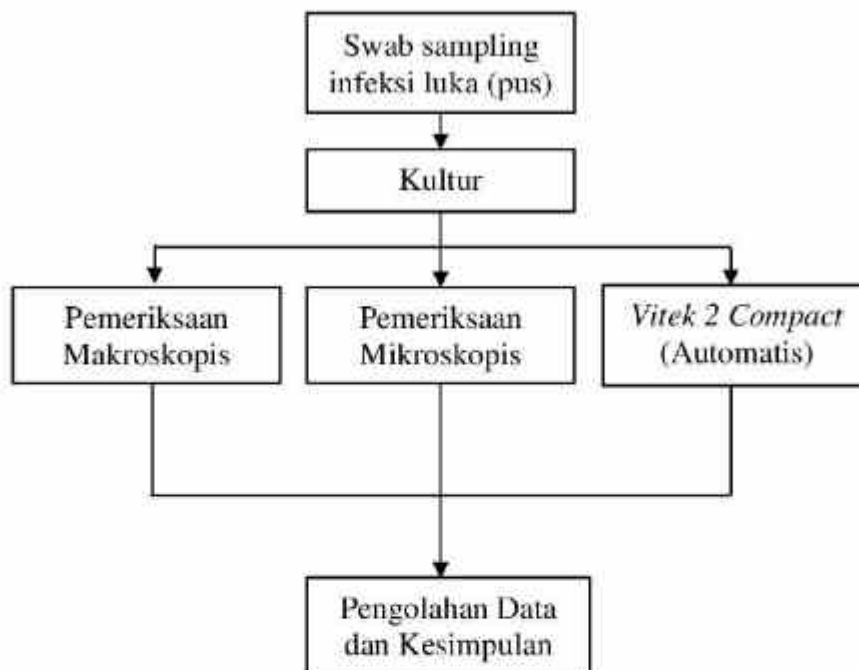 Swab sampling
infeksi luka (pus)
Kultur
Pemeriksaan
Makroskopis
Pemeriksaan
Mikroskopis
Vitek 2 Compact
(Automatis)
Pengolahan Data
dan Kesimpulan